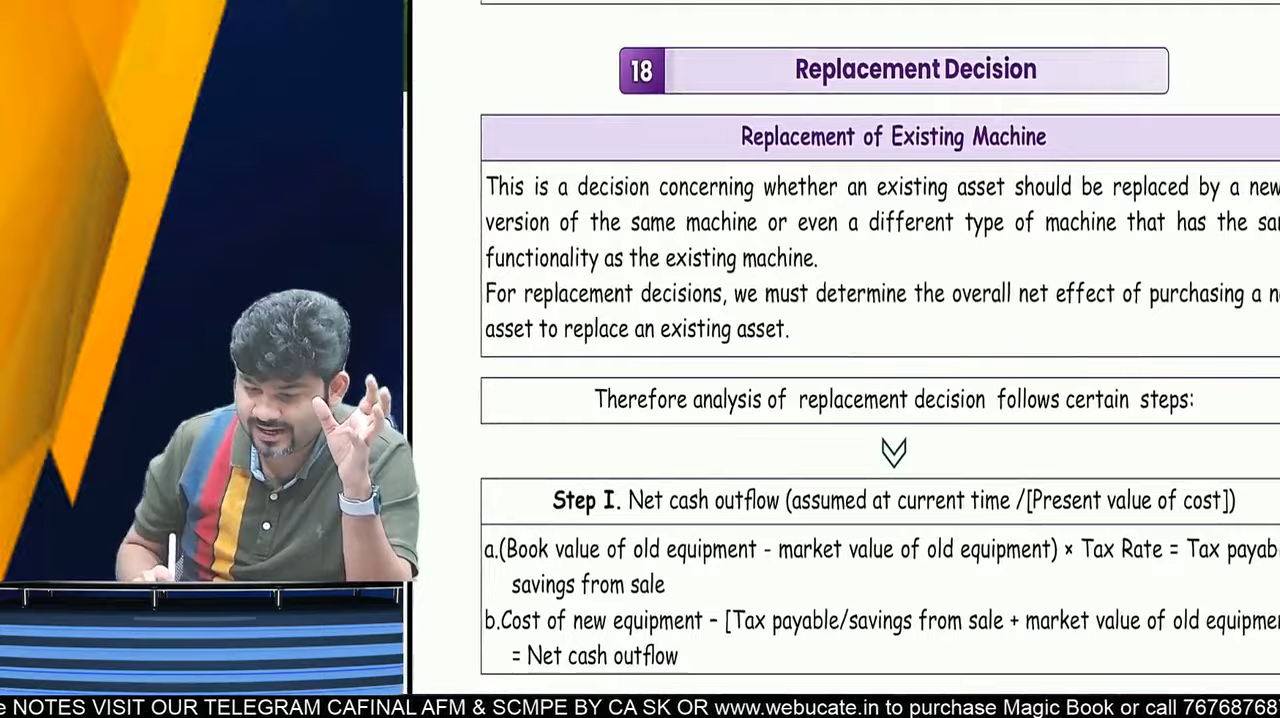 18 Replacement Decision
Replacement of Existing Machine
This is a decision concerning whether an existing asset should be replaced by a new
version of the same machine or even a different type of machine that has the
functionality as the existing machine.
For replacement decisions, we must determine the overall net effect of purchasing a
asset to replace an existing asset.
Therefore analysis of replacement decision follows certain steps:
Step I. Net cash outflow (assumed at current time /[Present value of cost])
a.(Book value of old equipment - market value of old equipment) × Tax Rate = Tax
savings from sale
b.Cost of new equipment – [Tax payable/savings from sale + market value of old
= Net cash outflow
NOTES VISIT OUR TELEGRAM CAFINAL AFM & SCMPE BY CA SK OR www.webucate.in to purchase Magic Book or call 76768768